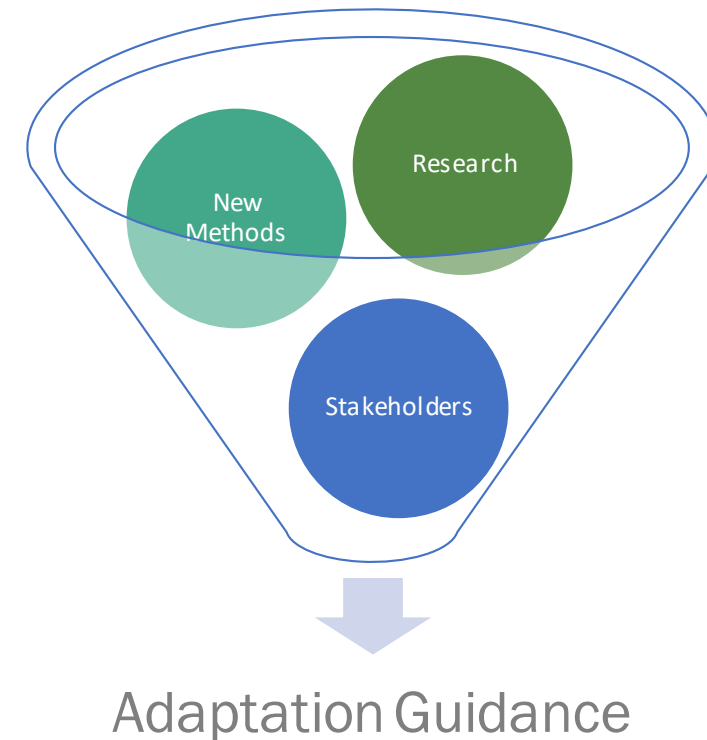 Research
New
Methods
Stakeholders
Adaptation Guidance